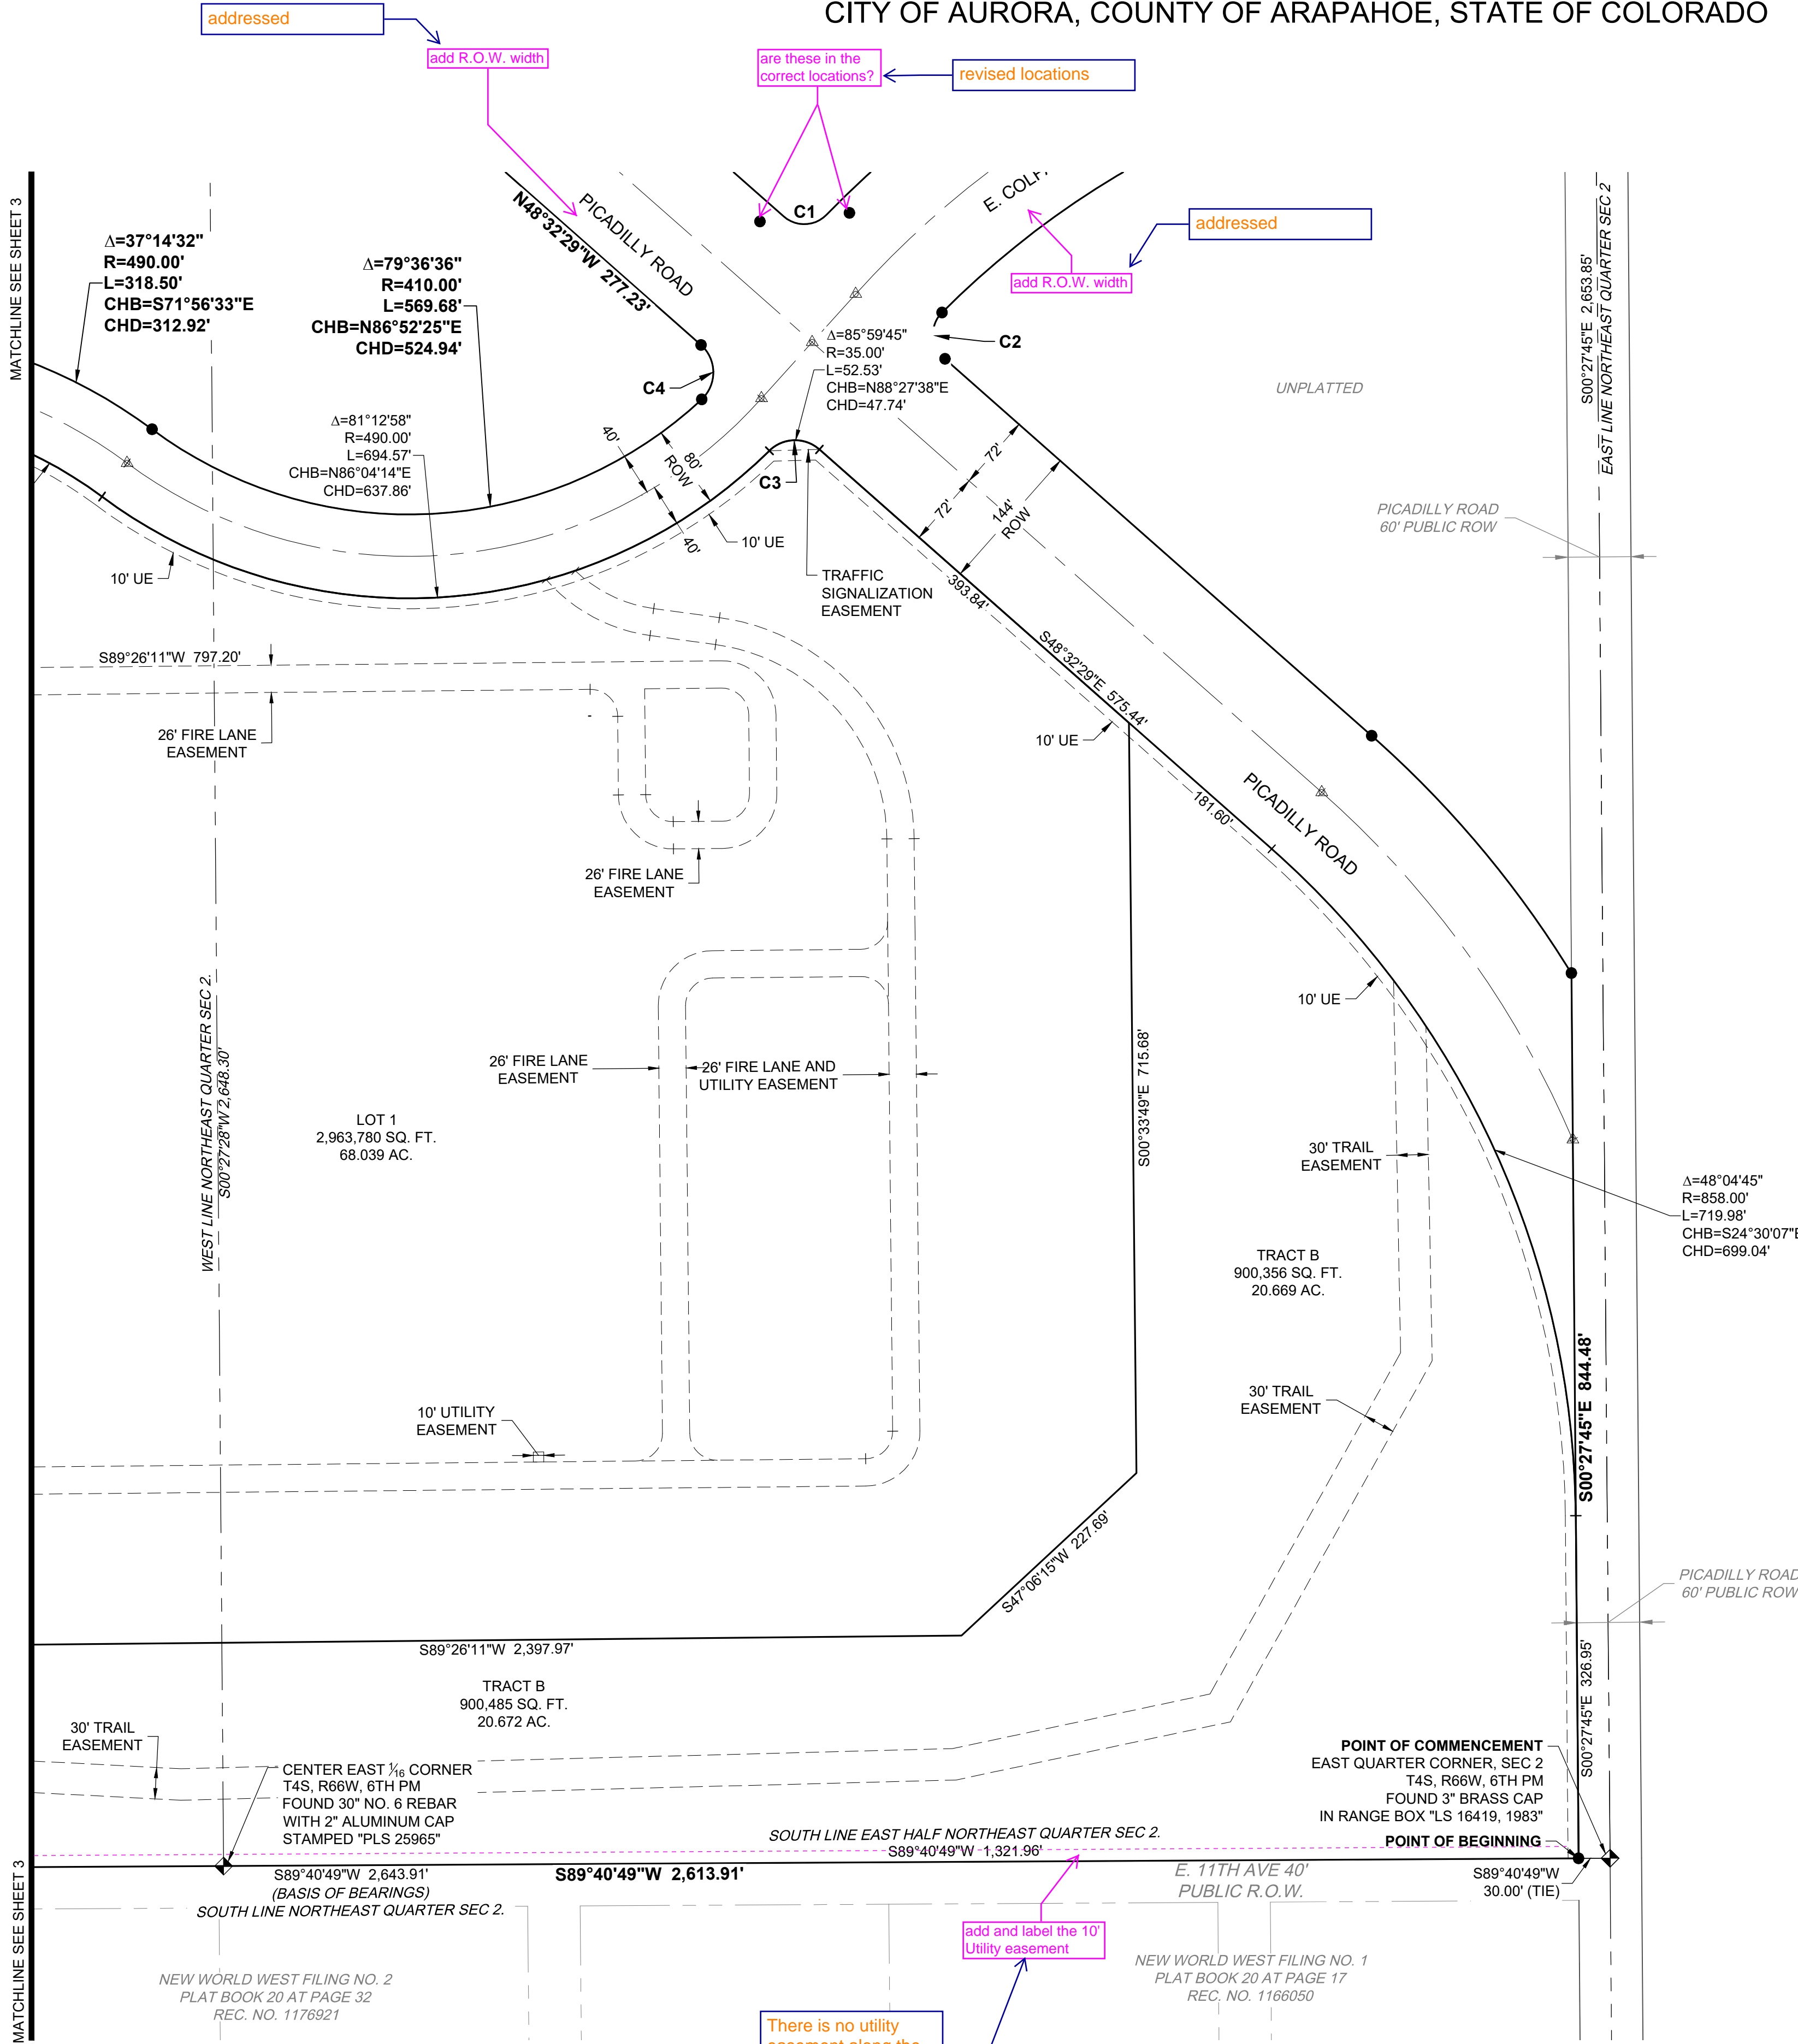 CITY OF AURORA, COUNTY OF ARAPAHOE, STATE OF COLORADO
addressed
add R.O.W. width
are these in the
correct locations?
revised locations
MATCHLINE SEE SHEET 3
Δ=37°14'32"
R=490.00'
L=318.50'
CHB=S71°56'33"E
CHD=312.92'
Δ=79°36'36"
R=410.00'
L=569.68'
CHB=N86°52'25"E
CHD=524.94'
N48°32'29"W 277.23'
PICADILLY ROAD
C1
E. COLF
addressed
add R.O.W. width
S00°27'45"E 2,653.85'
EAST LINE NORTHEAST QUARTER SEC 2
Δ=85°59'45"
R=35.00'
L=52.53'
CHB=N88°27'38"E
CHD=47.74'
C2
C4
UNPLATTED
Δ=81°12'58"
R=490.00'
L=694.57'
CHB=N86°04'14"E
CHD=637.86'
40'
80'
ROW
40'
C3
72'
72'
144'
ROW
PICADILLY ROAD
60' PUBLIC ROW
10' UE
10' UE
TRAFFIC
SIGNALIZATION
EASEMENT
393.84'
S48°32'29"E 575.44'
S89°26'11"W 797.20'
26' FIRE LANE
EASEMENT
10' UE
181.60'
PICADILLY ROAD
26' FIRE LANE
EASEMENT
10' UE
WEST LINE NORTHEAST QUARTER SEC 2.
S00°27'28"W 2,648.30'
26' FIRE LANE
EASEMENT
26' FIRE LANE AND
UTILITY EASEMENT
S00°33'49"E 715.68'
LOT 1
2,963,780 SQ. FT.
68.039 AC.
30' TRAIL
EASEMENT
Δ=48°04'45"
R=858.00'
L=719.98'
CHB=S24°30'07"E
CHD=699.04'
TRACT B
900,356 SQ. FT.
20.669 AC.
S00°27'45"E 844.48'
30' TRAIL
EASEMENT
10' UTILITY
EASEMENT
S47°06'15"W 227.69'
PICADILLY ROAD
60' PUBLIC ROW
S89°26'11"W 2,397.97'
S00°27'45"E 326.95'
TRACT B
900,485 SQ. FT.
20.672 AC.
30' TRAIL
EASEMENT
CENTER EAST 1⁄16 CORNER
T4S, R66W, 6TH PM
FOUND 30" NO. 6 REBAR
WITH 2" ALUMINUM CAP
STAMPED "PLS 25965"
POINT OF COMMENCEMENT
EAST QUARTER CORNER, SEC 2
T4S, R66W, 6TH PM
FOUND 3" BRASS CAP
IN RANGE BOX "LS 16419, 1983"
POINT OF BEGINNING
SOUTH LINE EAST HALF NORTHEAST QUARTER SEC 2.
S89°40'49"W 1,321.96'
MATCHLINE SEE SHEET 3
S89°40'49"W 2,643.91'
(BASIS OF BEARINGS)
SOUTH LINE NORTHEAST QUARTER SEC 2.
S89°40'49"W 2,613.91'
E. 11TH AVE 40'
PUBLIC R.O.W.
S89°40'49"W
30.00' (TIE)
add and label the 10'
Utility easement
NEW WORLD WEST FILING NO. 2
PLAT BOOK 20 AT PAGE 32
REC. NO. 1176921
NEW WORLD WEST FILING NO. 1
PLAT BOOK 20 AT PAGE 17
REC. NO. 1166050
There is no utility
easement along the